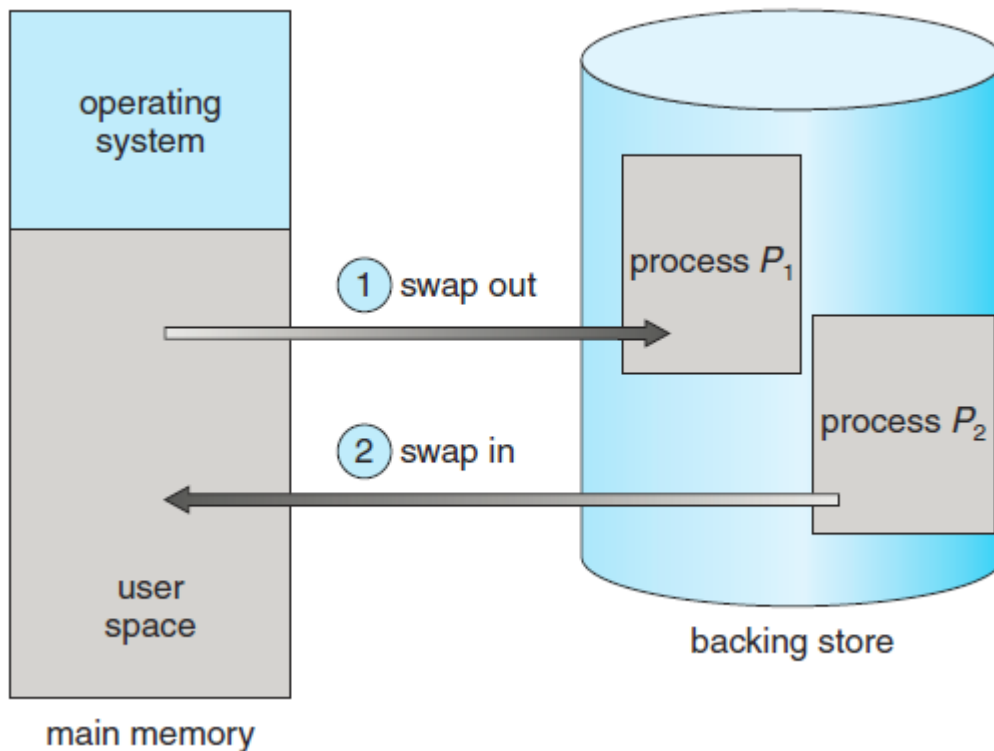 operating
system
1 swap out
process P₁
2 swap in
process P₂
user
space
backing store
main memory